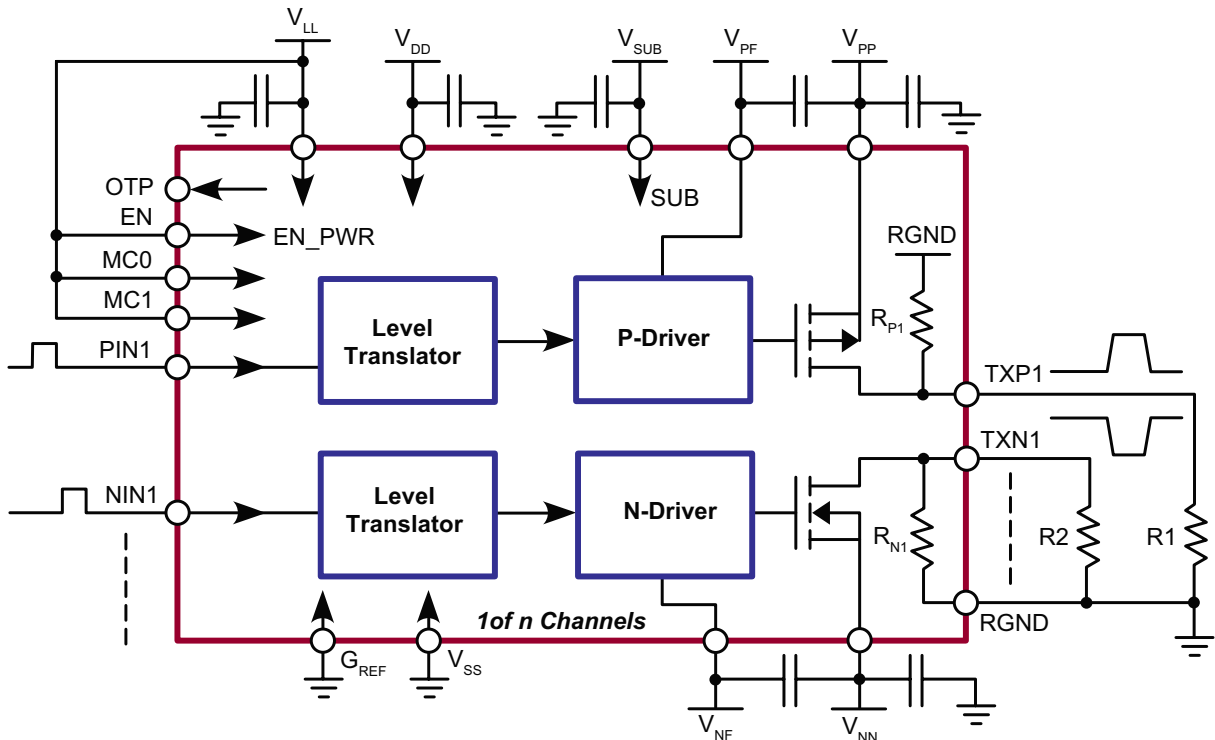 VLL
VDD
VSUB
VPF
VPP
OTP
EN
EN_PWR
SUB
MC0
MC1
RGND
PIN1
Level
Translator
P-Driver
RP1
TXP1
TXN1
NIN1
Level
Translator
N-Driver
RN1
R2
R1
1of n Channels
RGND
GREF
VSS
VNF
VNN